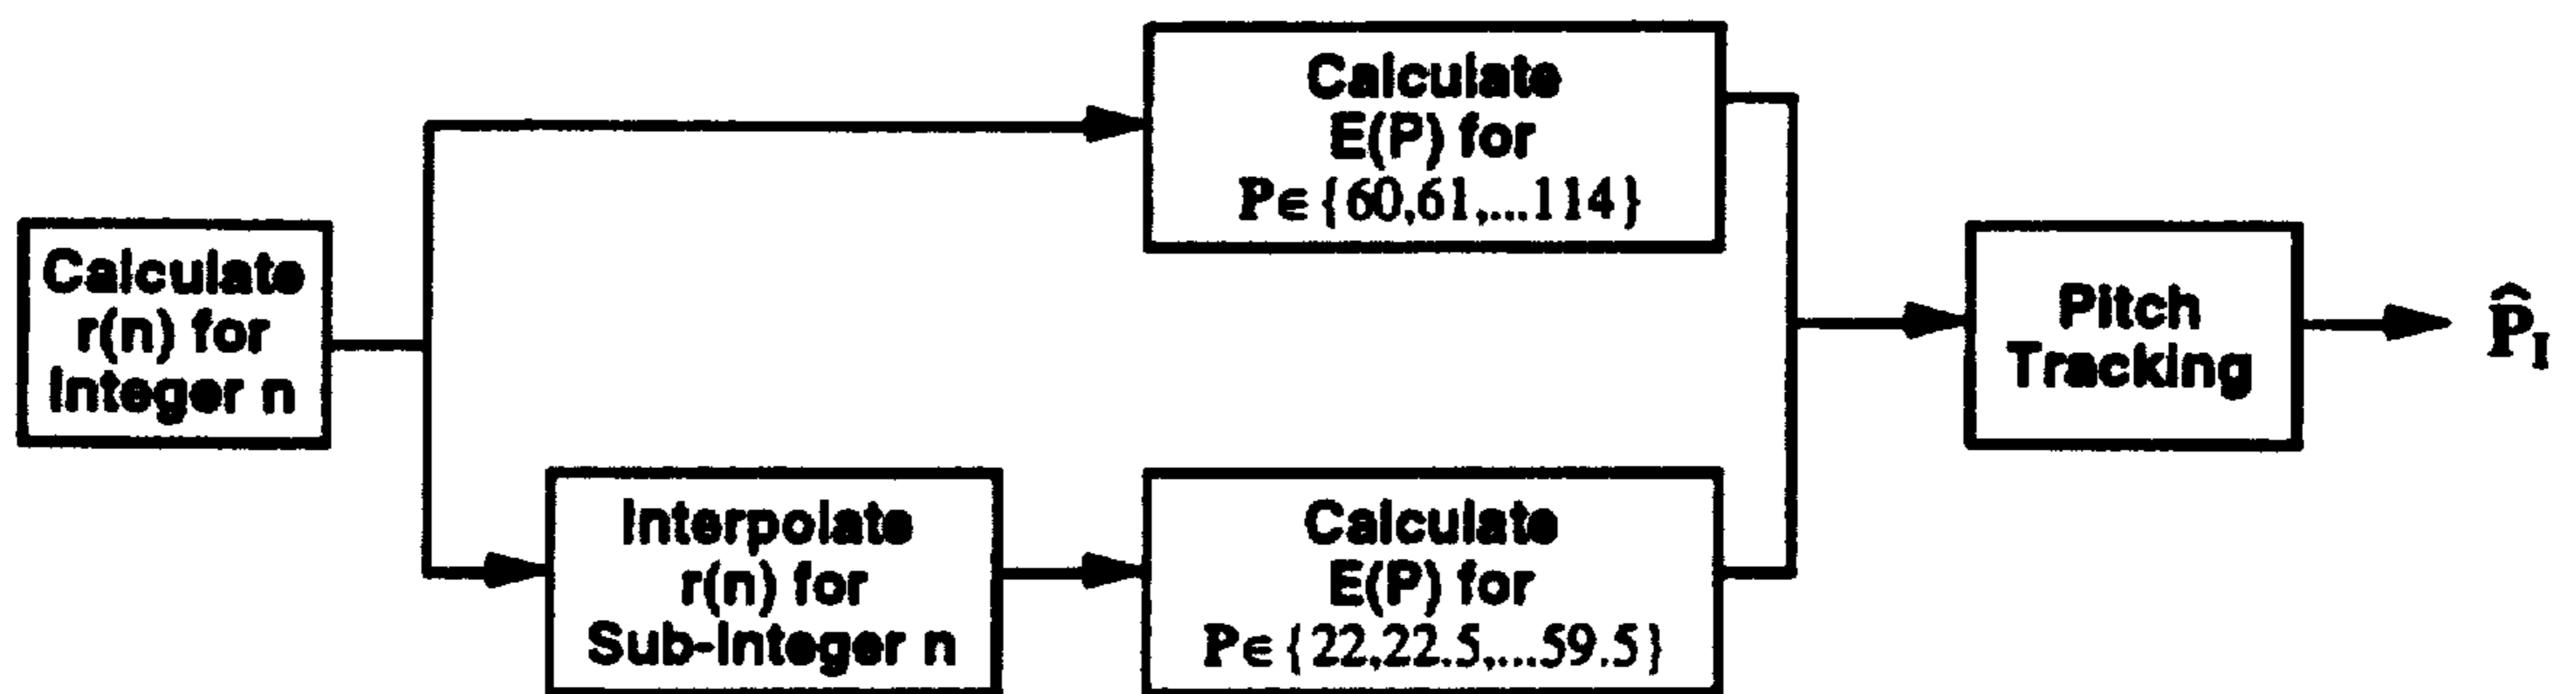 Calculate
r(n) for
Integer n
Calculate
E(P) for
P∈{60,61,...114}
Interpolate
r(n) for
Sub-Integer n
Calculate
E(P) for
P∈{22,22.5,...59.5}
Pitch
Tracking
P̂_I